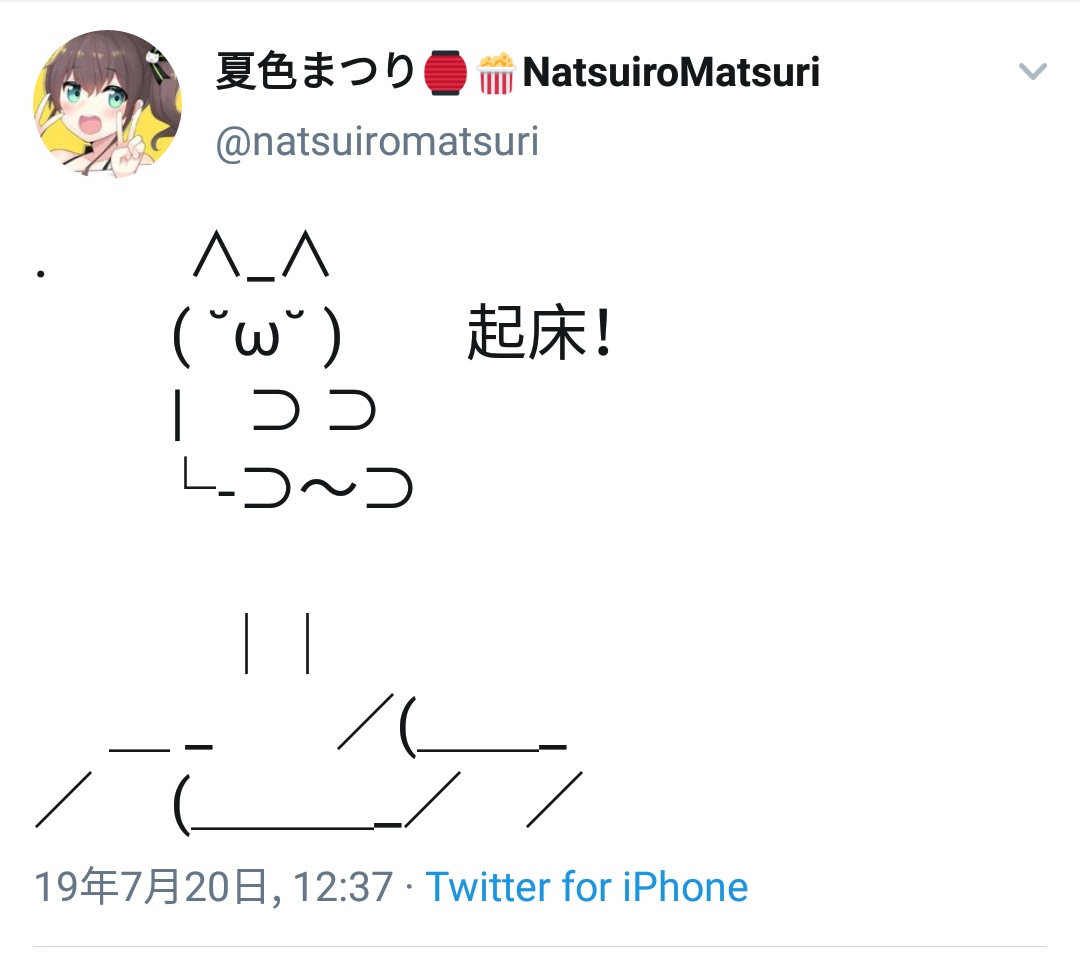 夏色まつり🏮🍿NatsuiroMatsuri
@natsuiromatsuri
.　　 ∧_∧
( ˘ω˘ )　　起床！
|　⊃ ⊃
└-⊃～⊃
｜｜
＿_　　／(＿＿_
／　(＿＿＿_／　／
19年7月20日, 12:37 · Twitter for iPhone